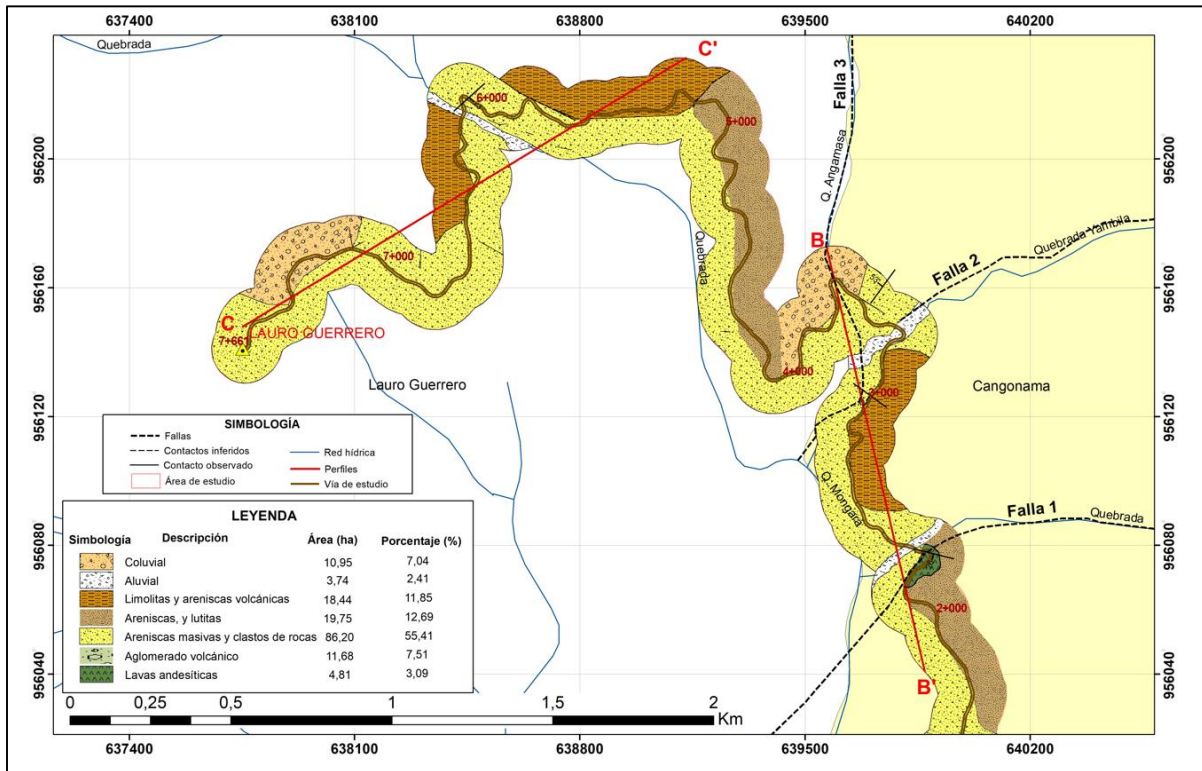 637400 638100 638800 639500 640200
Quebrada
C'
Falla 3
6+000
5+000
956200
956200
Q. Angamasa
B
Quebrada Yambila
Falla 2
7+000
Quebrada
956160
956160
C
LAURO GUERRERO
7+661
4+000
Lauro Guerrero
Cangonama
3+000
956120
956120
SIMBOLOGÍA
Fallas
Contactos inferidos
Contacto observado
Área de estudio
Red hídrica
Perfiles
Vía de estudio
Q. Mongara
Falla 1
Quebrada
956080
956080
LEYENDA
Simbología Descripción Área (ha) Porcentaje (%)
Coluvial 10,95 7,04
Aluvial 3,74 2,41
Limolitas y areniscas volcánicas 18,44 11,85
Areniscas, y lutitas 19,75 12,69
Areniscas masivas y clastos de rocas 86,20 55,41
Aglomerado volcánico 11,68 7,51
Lavas andesíticas 4,81 3,09
2+000
B'
956040
956040
0 0,25 0,5 1 1,5 2
Km
637400 638100 638800 639500 640200